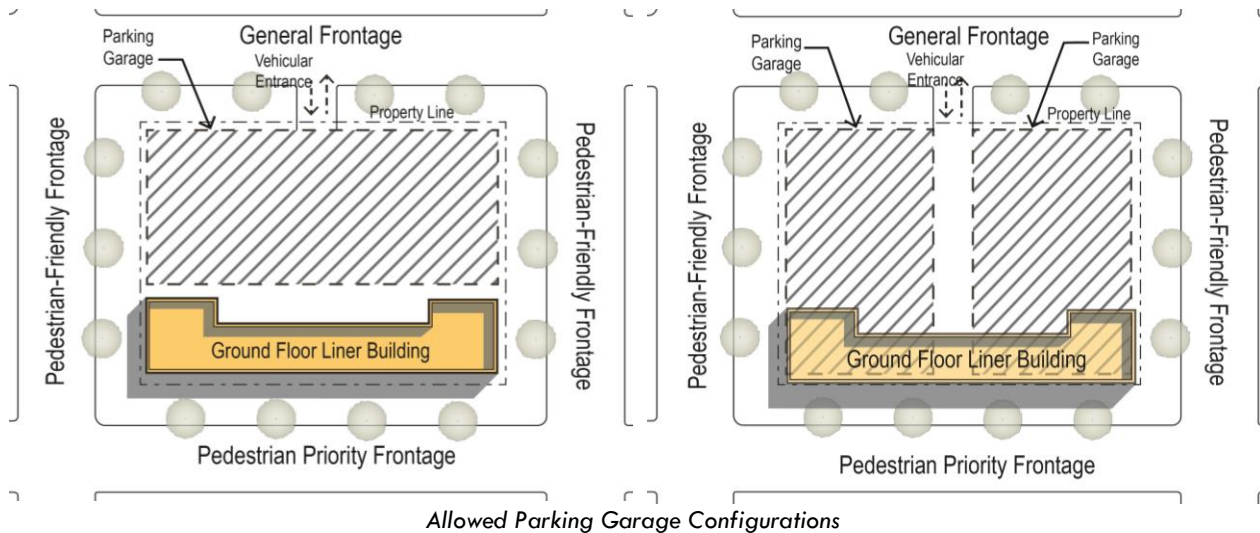 Parking
Garage
General Frontage
Vehicular
Entrance
Property Line
Pedestrian-Friendly Frontage
Pedestrian-Friendly Frontage
Ground Floor Liner Building
Pedestrian Priority Frontage
Parking
Garage
General Frontage
Vehicular
Entrance
Parking
Garage
Property Line
Pedestrian-Friendly Frontage
Pedestrian-Friendly Frontage
Ground Floor Liner Building
Pedestrian Priority Frontage
Allowed Parking Garage Configurations